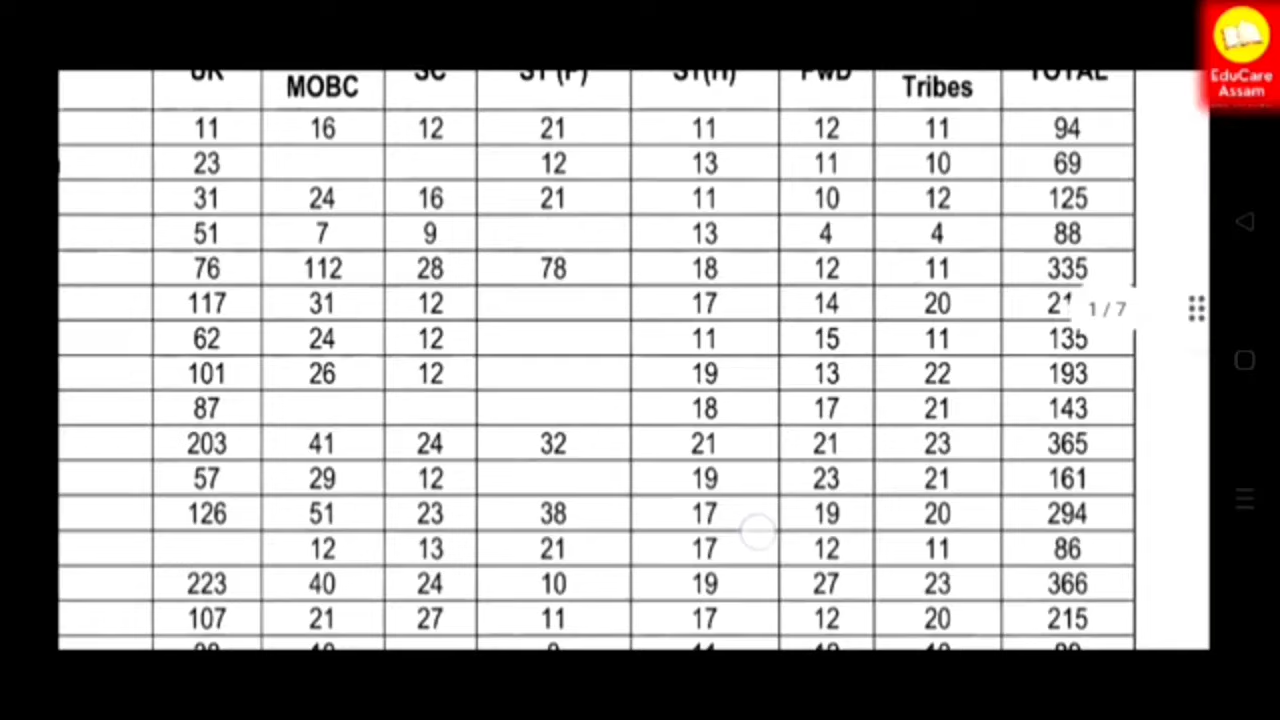 UR SC ST (P) ST(H) PwD TOTAL
MOBC Tribes
11 16 12 21 11 12 11 94
23 12 13 11 10 69
31 24 16 21 11 10 12 125
51 7 9 13 4 4 88
76 112 28 78 18 12 11 335
117 31 12 17 14 20
62 24 12 11 15 11 135
101 26 12 19 13 22 193
87 18 17 21 143
203 41 24 32 21 21 23 365
57 29 12 19 23 21 161
126 51 23 38 17 19 20 294
12 13 21 17 12 11 86
223 40 24 10 19 27 23 366
107 21 27 11 17 12 20 215
1 / 7
EduCare
Assam